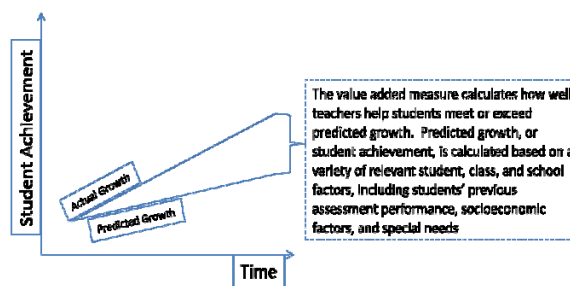 Student Achievement
Actual Growth
Predicted Growth
Time
The value added measure calculates how well
teachers help students meet or exceed
predicted growth. Predicted growth, or
student achievement, is calculated based on a
variety of relevant student, class, and school
factors, including students' previous
assessment performance, socioeconomic
factors, and special needs